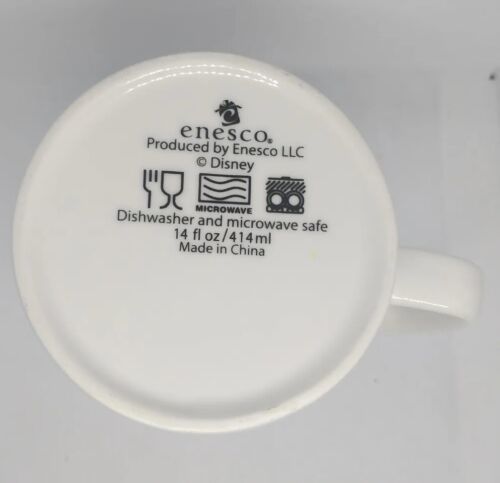 enesco®
Produced by Enesco LLC
© Disney
MICROWAVE
Dishwasher and microwave safe
14 fl oz/414ml
Made in China